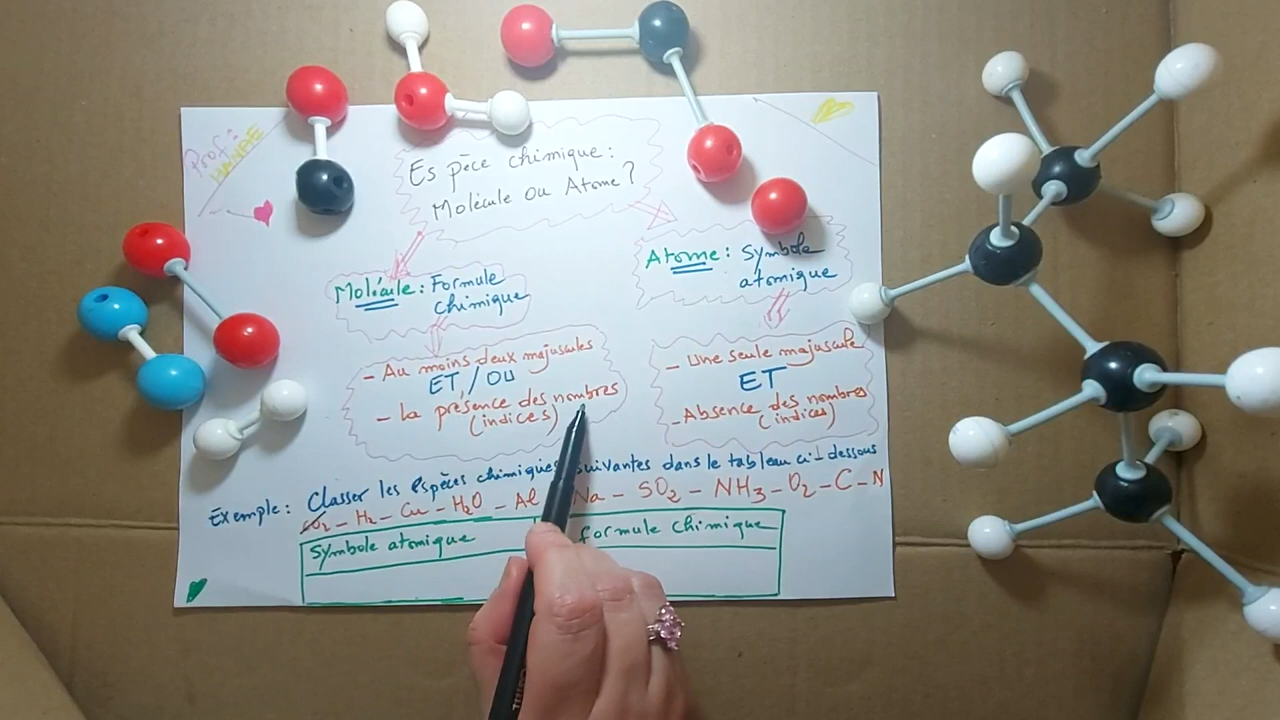 Prof:
Espèce chimique:
Molécule ou Atome?
Molécule: Formule
chimique
- Au moins deux majuscules
ET / OU
- La présence des nombres
(indices)
Atome: Symbole
atomique
- Une seule majuscule
ET
- Absence des nombres
(indices)
Exemple: Classer les espèces chimiques suivantes dans le tableau ci-dessous
- H2 - Cu - H2O - Al Na - SO2 - NH3 - O2 - C - N
Symbole atomique
formule chimique